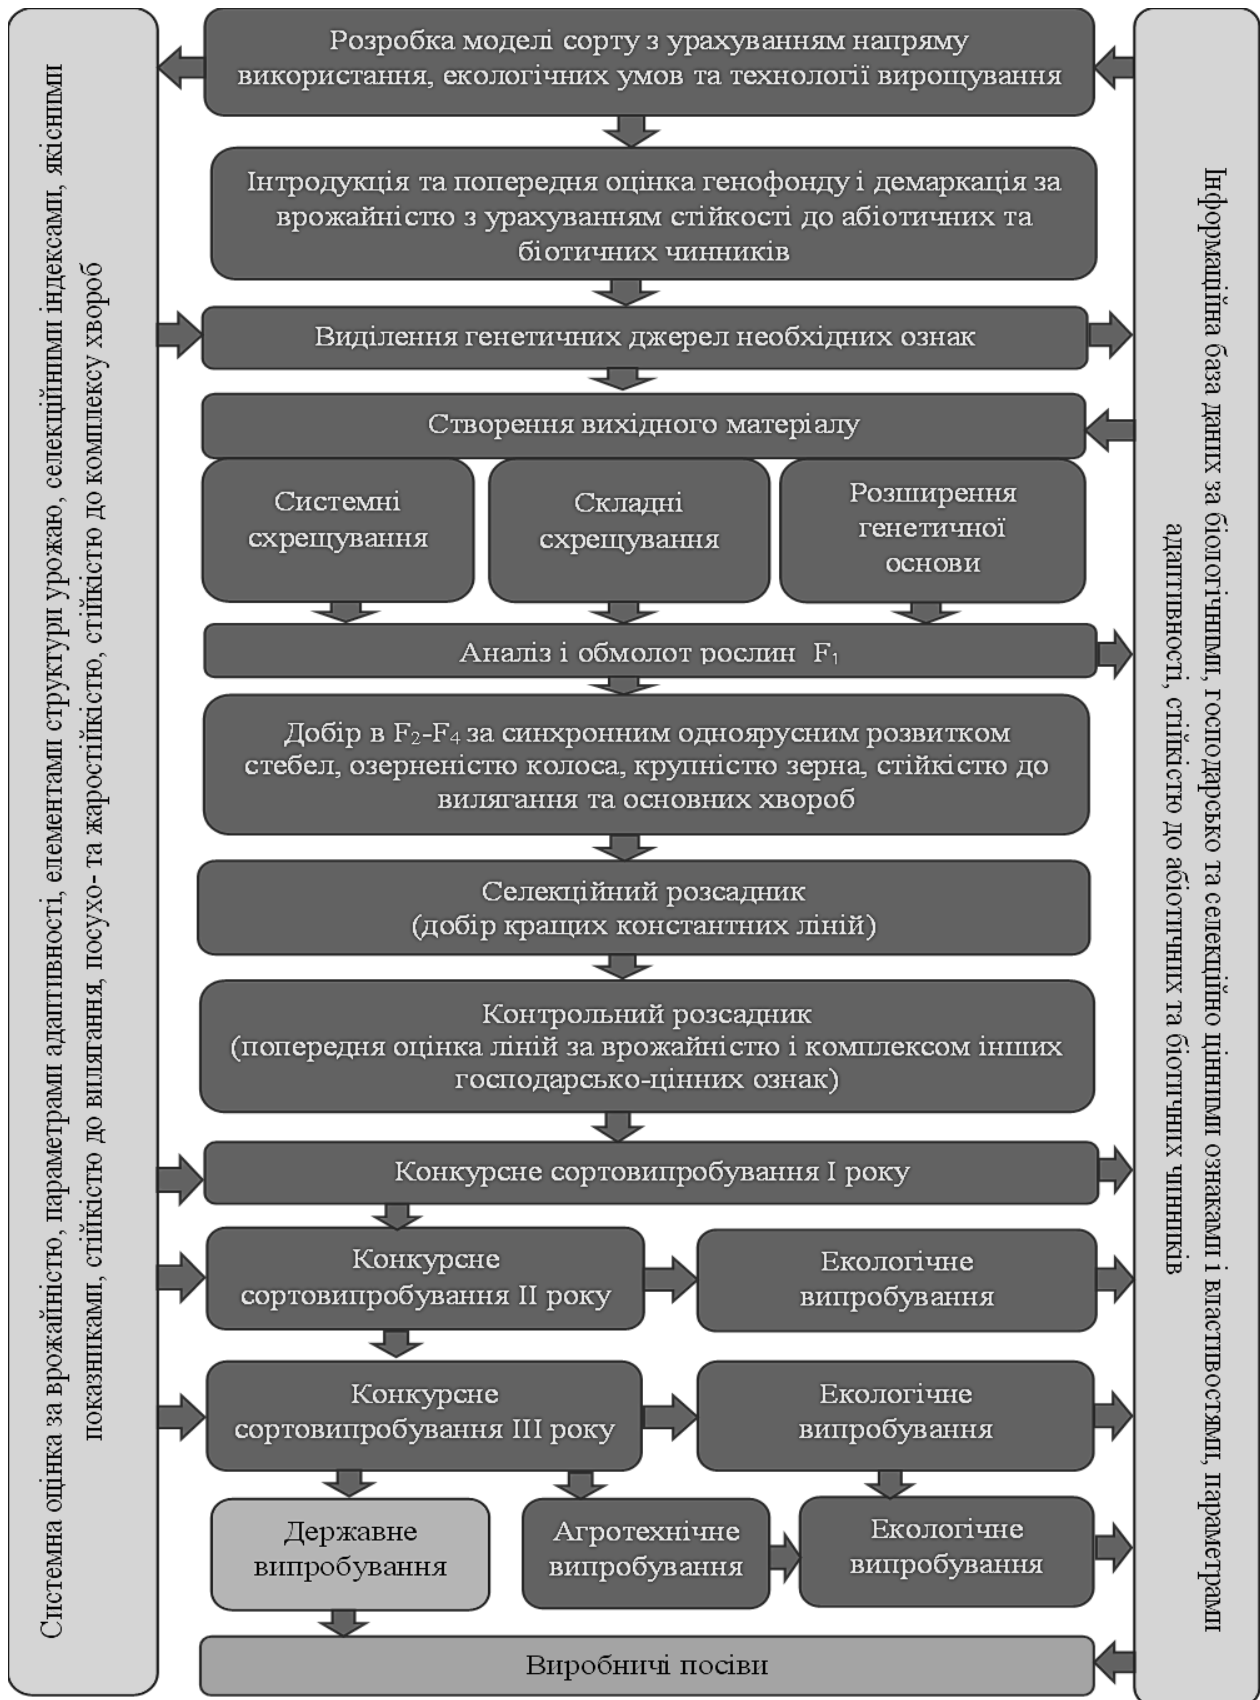 Системна оцінка за врожайністю, параметрами адаптивності, елементами структури урожаю, селекційними індексами, якісними
показниками, стійкістю до вилягання, посухо- та жаростійкістю, стійкістю до комплексу хвороб
Розробка моделі сорту з урахуванням напряму
використання, екологічних умов та технології вирощування
Інтродукція та попередня оцінка генофонду і демаркація за
врожайністю з урахуванням стійкості до абіотичних та
біотичних чинників
Виділення генетичних джерел необхідних ознак
Створення вихідного матеріалу
Системні
схрещування
Складні
схрещування
Розширення
генетичної
основи
Аналіз і обмолот рослин F₁
Добір в F₂-F₄ за синхронним одноярусним розвитком
стебел, озерненістю колоса, крупністю зерна, стійкістю до
вилягання та основних хвороб
Селекційний розсадник
(добір кращих константних ліній)
Контрольний розсадник
(попередня оцінка ліній за врожайністю і комплексом інших
господарсько-цінних ознак)
Конкурсне сортовипробування І року
Конкурсне
сортовипробування ІІ року
Екологічне
випробування
Конкурсне
сортовипробування ІІІ року
Екологічне
випробування
Державне
випробування
Агротехнічне
випробування
Екологічне
випробування
Виробничі посіви
Інформаційна база даних за біологічними, господарсько та селекційно цінними ознаками і властивостями, параметрами
адаптивності, стійкістю до абіотичних та біотичних чинників